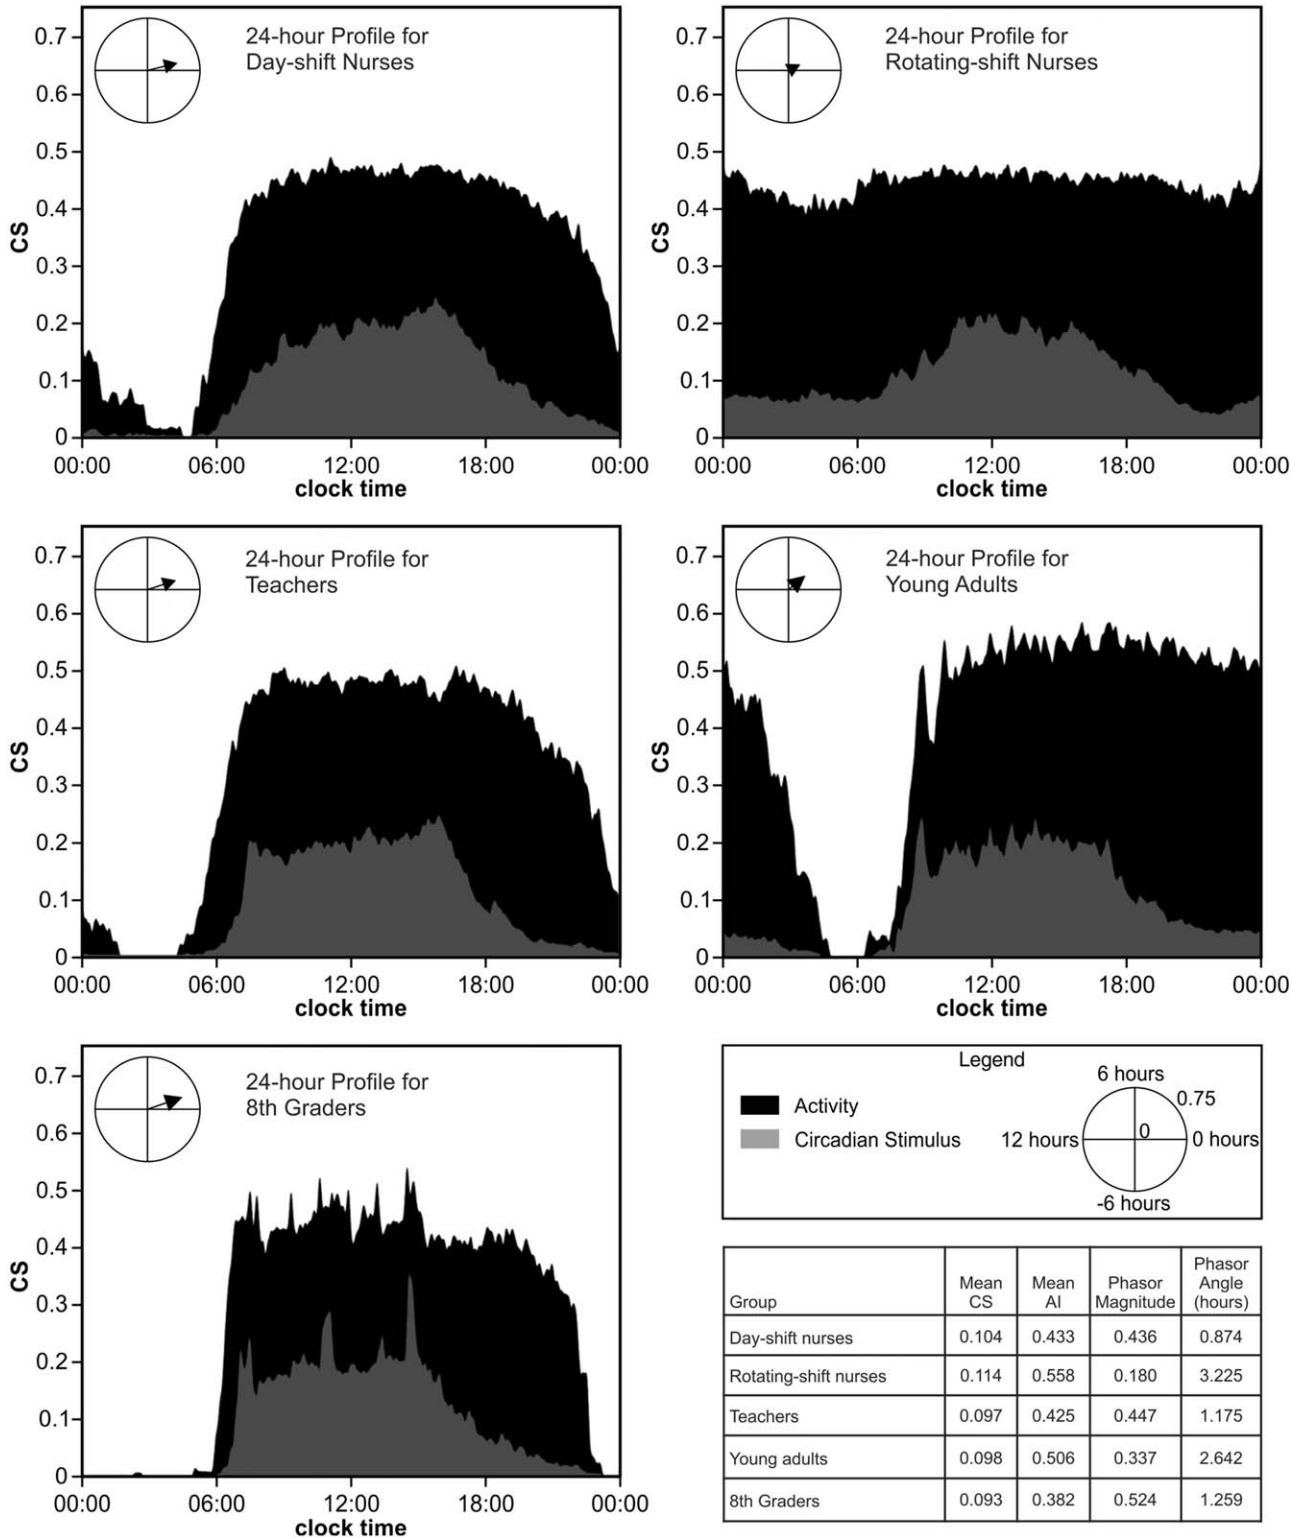 24-hour Profile for
Day-shift Nurses
CS
0.7
0.6
0.5
0.4
0.3
0.2
0.1
0
00:00 06:00 12:00 18:00 00:00
clock time
24-hour Profile for
Rotating-shift Nurses
CS
0.7
0.6
0.5
0.4
0.3
0.2
0.1
0
00:00 06:00 12:00 18:00 00:00
clock time
24-hour Profile for
Teachers
CS
0.7
0.6
0.5
0.4
0.3
0.2
0.1
0
00:00 06:00 12:00 18:00 00:00
clock time
24-hour Profile for
Young Adults
CS
0.7
0.6
0.5
0.4
0.3
0.2
0.1
0
00:00 06:00 12:00 18:00 00:00
clock time
24-hour Profile for
8th Graders
CS
0.7
0.6
0.5
0.4
0.3
0.2
0.1
0
00:00 06:00 12:00 18:00 00:00
clock time
Legend
Activity
Circadian Stimulus
6 hours
0.75
12 hours 0 0 hours
-6 hours
Group Mean CS Mean AI Phasor Magnitude Phasor Angle (hours)
Day-shift nurses 0.104 0.433 0.436 0.874
Rotating-shift nurses 0.114 0.558 0.180 3.225
Teachers 0.097 0.425 0.447 1.175
Young adults 0.098 0.506 0.337 2.642
8th Graders 0.093 0.382 0.524 1.259